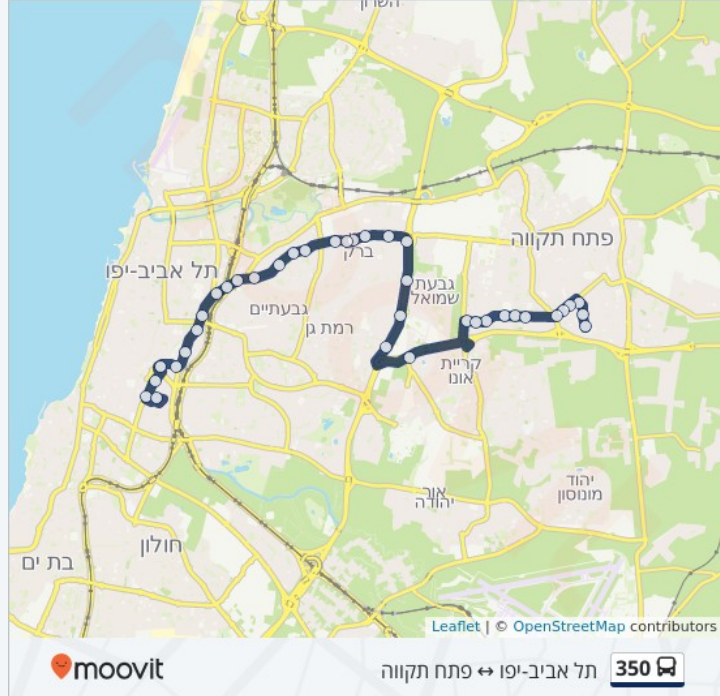 השרון
פתח תקווה
תל אביב-יפו
ברק
גבעת
שמואל
גבעתיים
רמת גן
קריית
אונו
אור
יהודה
יהוד
מונוסון
חולון
בת ים
Leaflet | © OpenStreetMap contributors
moovit
תל אביב-יפו ↔ פתח תקווה
350